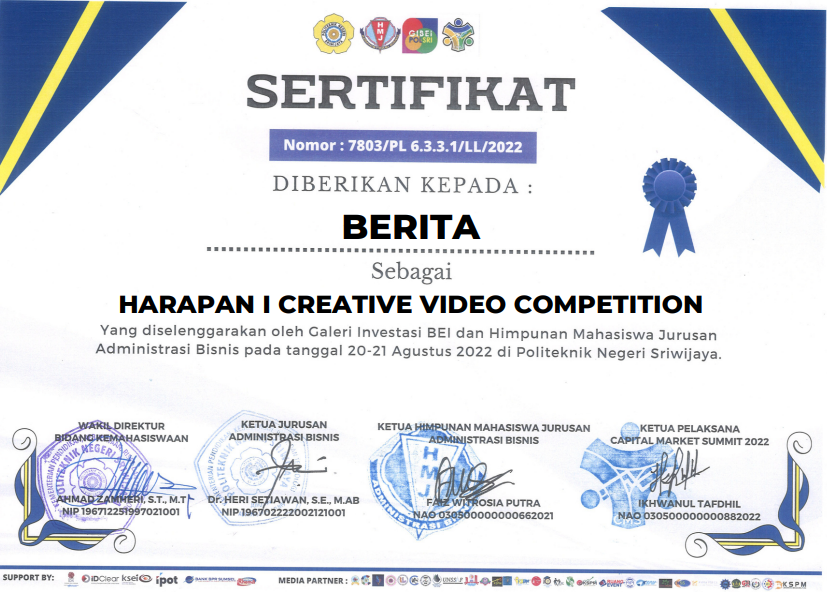 GIBEI
POLSRI
SERTIFIKAT
Nomor : 7803/PL 6.3.3.1/LL/2022
DIBERIKAN KEPADA :
BERITA
Sebagai
HARAPAN I CREATIVE VIDEO COMPETITION
Yang diselenggarakan oleh Galeri Investasi BEI dan Himpunan Mahasiswa Jurusan
Administrasi Bisnis pada tanggal 20-21 Agustus 2022 di Politeknik Negeri Sriwijaya.
WAKIL DIREKTUR
BIDANG KEMAHASISWAAN
AHMAD ZAMHERI, S.T., M.T
NIP 196712251997021001
KETUA JURUSAN
ADMINISTRASI BISNIS
Dr. HERI SETIAWAN, S.E., M.AB
NIP 197602222002121001
KETUA HIMPUNAN MAHASISWA JURUSAN
ADMINISTRASI BISNIS
HMJ
FAIZ WITROSIA PUTRA
NAO 030500000000662021
KETUA PELAKSANA
CAPITAL MARKET SUMMIT 2022
IKHWANUL TAFDHIL
NAO 030500000000882022
SUPPORT BY:
IDClear
ksei
ipot
MEDIA PARTNER :
KSPM